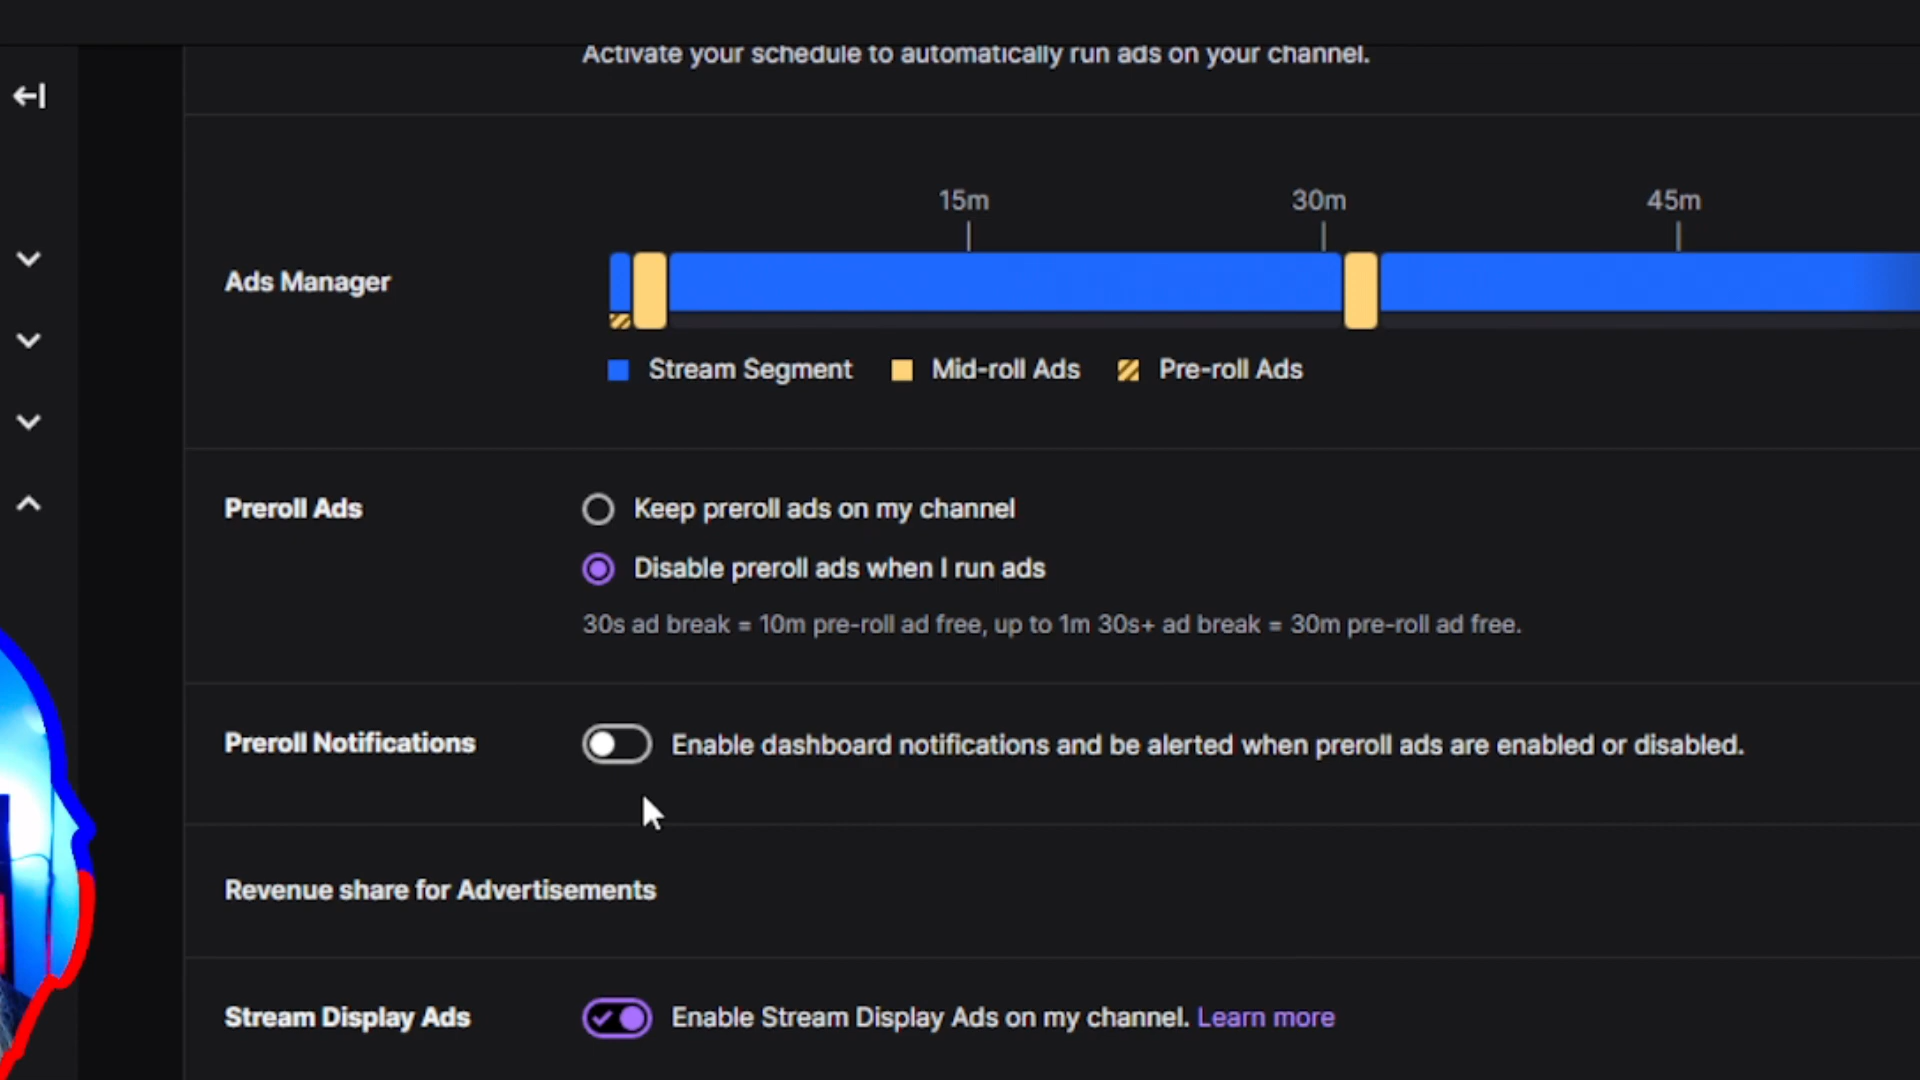 Activate your schedule to automatically run ads on your channel.
15m 30m 45m
Ads Manager
Stream Segment Mid-roll Ads Pre-roll Ads
Preroll Ads
Keep preroll ads on my channel
Disable preroll ads when I run ads
30s ad break = 10m pre-roll ad free, up to 1m 30s+ ad break = 30m pre-roll ad free.
Preroll Notifications
Enable dashboard notifications and be alerted when preroll ads are enabled or disabled.
Revenue share for Advertisements
Stream Display Ads
Enable Stream Display Ads on my channel. Learn more